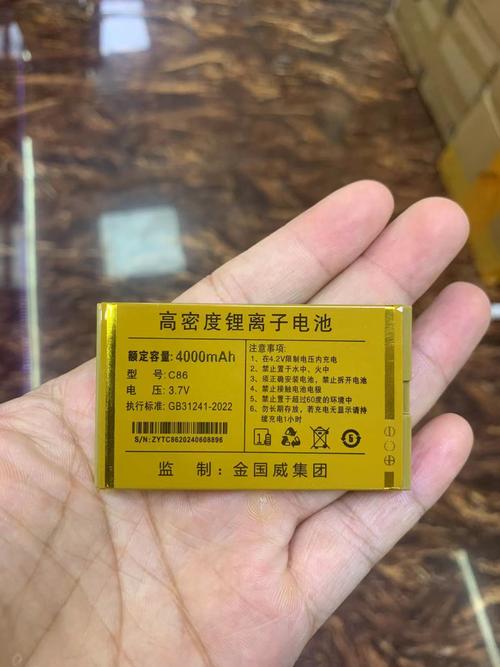 高密度锂离子电池
额定容量: 4000mAh
型 号: C86
电 压: 3.7V
执行标准: GB31241-2022
S/N: ZYTC8620240608896
注意事项:
1、在4.2V限制电压内充电
2、禁止置于水中、火中
3、须正确安装电池，禁止拆开电池
4、禁止接触电池电极
5、禁止置于超过60度的环境中
6、勿长期存放，若充电无显示请持
续充电1小时
监 制: 金国威集团